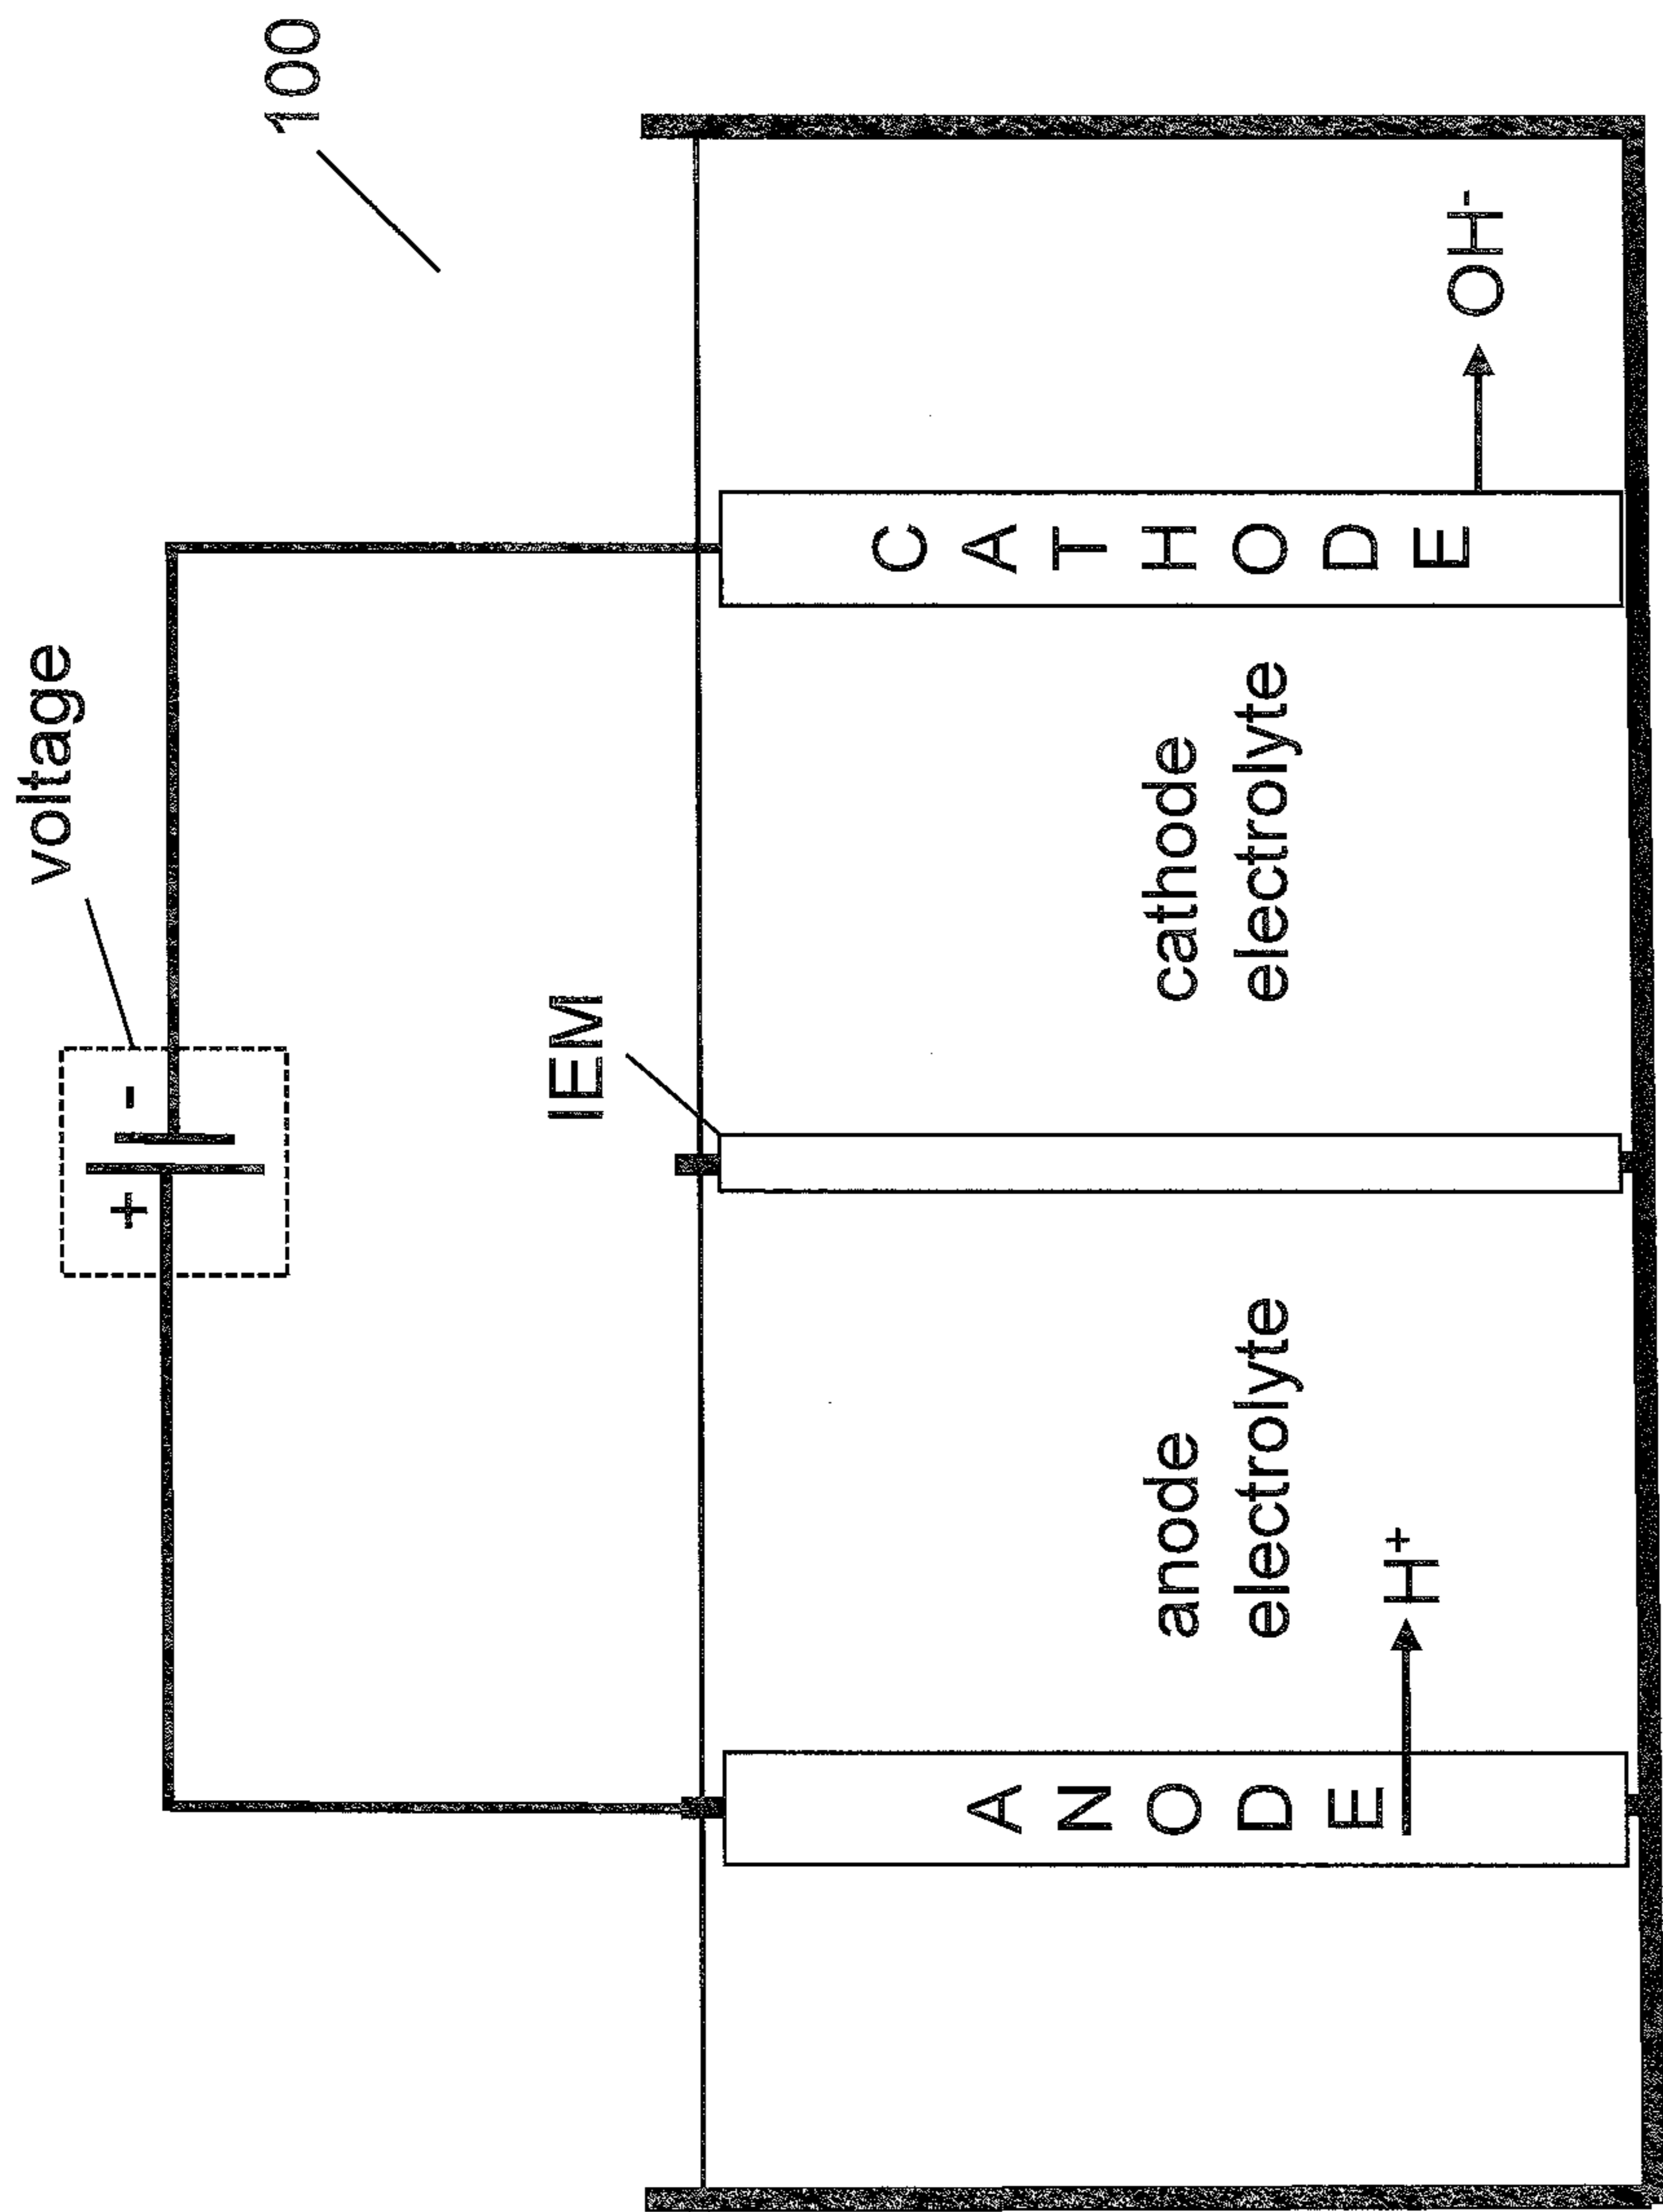 100
voltage
+ -
IEM
ANODE
anode
electrolyte
H+
cathode
electrolyte
CATHODE
OH-